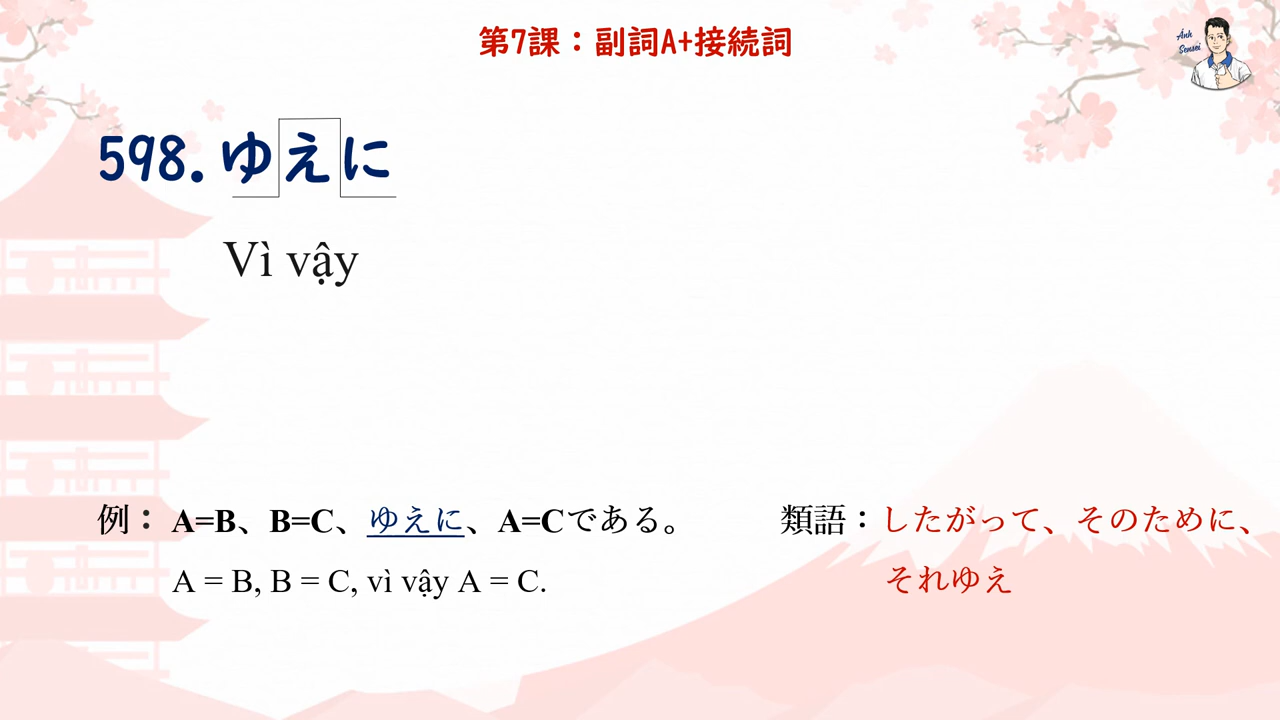 第7課：副詞A+接続詞
Anh
Sensei
598. ゆえに
Vì vậy
例： A=B、B=C、ゆえに、A=Cである。
A = B, B = C, vì vậy A = C.
類語：したがって、そのために、
それゆえ